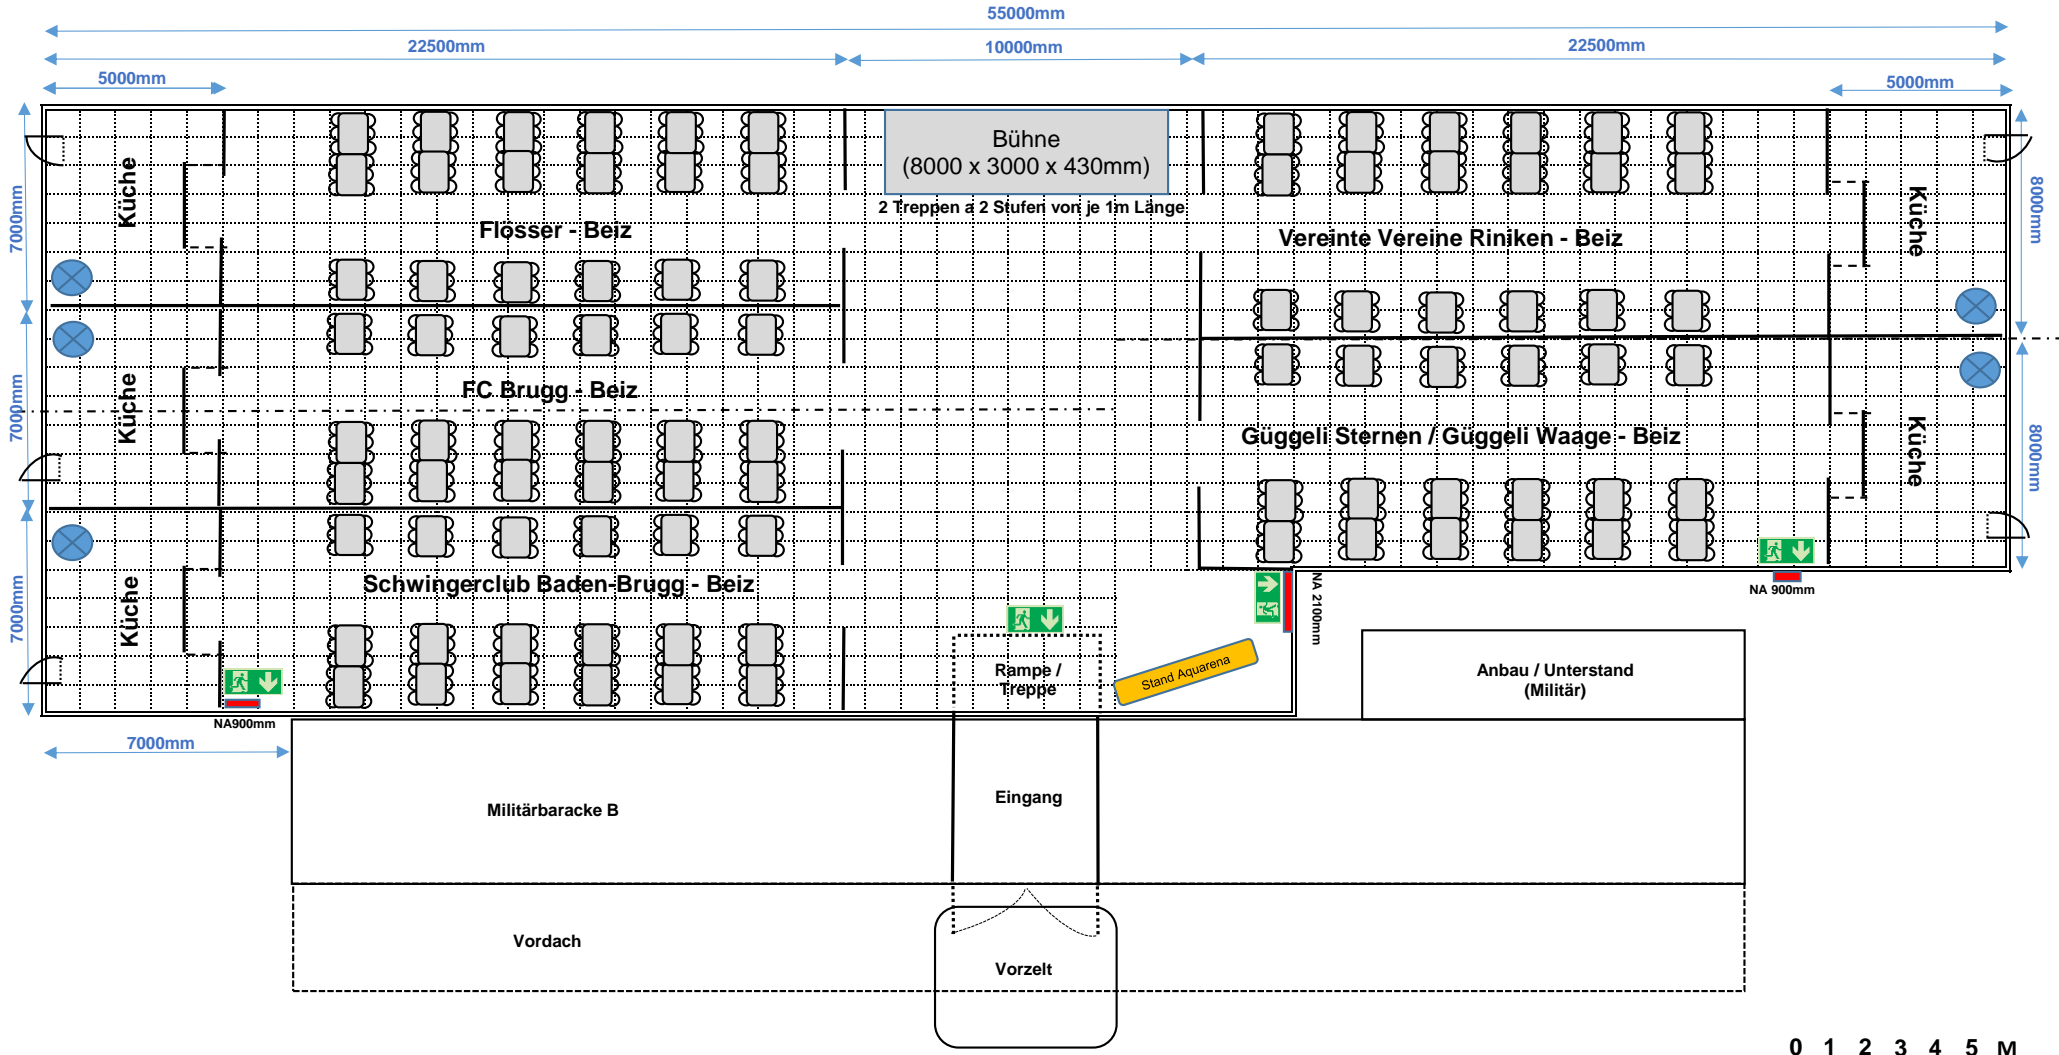 55000mm
22500mm
10000mm
22500mm
5000mm
5000mm
Bühne
(8000 x 3000 x 430mm)
2 Treppen a 2 Stufen von je 1m Länge
7000mm
Küche
Flösser - Beiz
Vereinte Vereine Riniken - Beiz
Küche
8000mm
7000mm
Küche
FC Brugg - Beiz
Güggeli Sternen / Güggeli Waage - Beiz
Küche
8000mm
7000mm
Küche
Schwingerclub Baden-Brugg - Beiz
NA 2100mm
NA 900mm
Rampe /
Treppe
Stand Aquarena
Anbau / Unterstand
(Militär)
NA900mm
7000mm
Militärbaracke B
Eingang
Vordach
Vorzelt
0 1 2 3 4 5 M